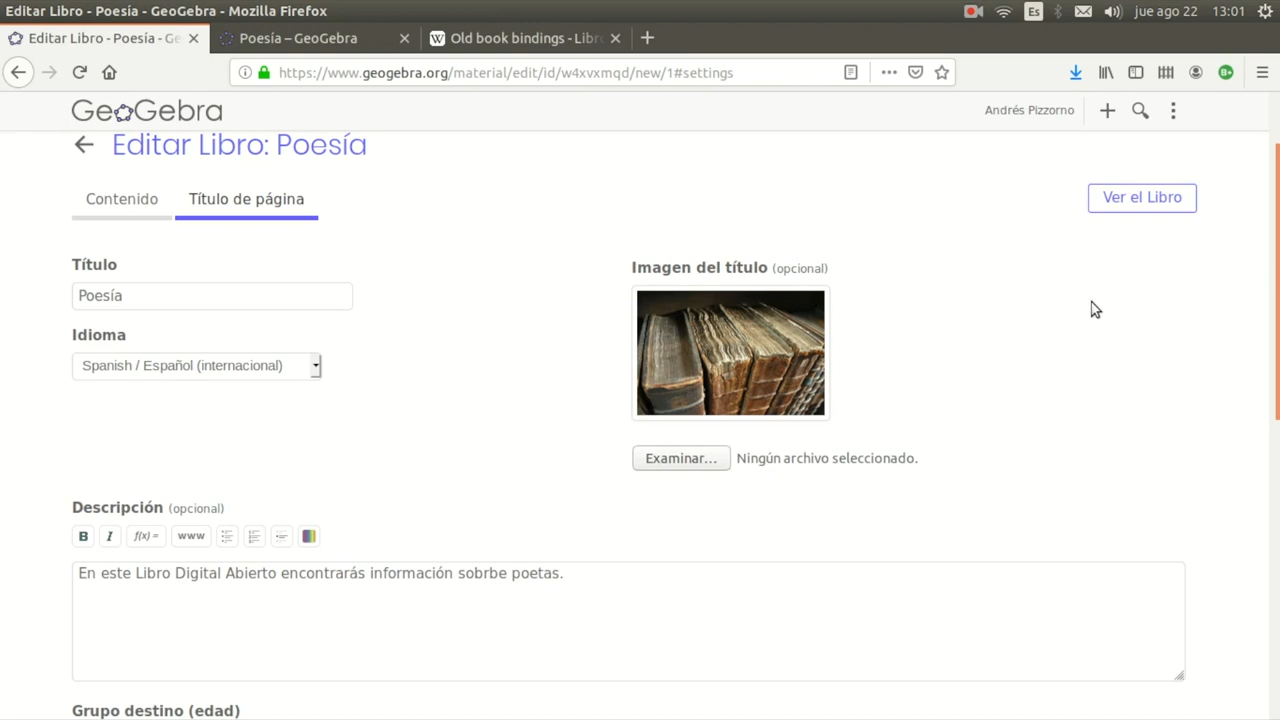 Editar Libro - Poesía - GeoGebra - Mozilla Firefox
Es
jue ago 22
13:01
Editar Libro - Poesía - Ge
Poesía – GeoGebra
W Old book bindings - Libr
https://www.geogebra.org/material/edit/id/w4xvxmqd/new/1#settings
GeoGebra
Andrés Pizzorno
Editar Libro: Poesía
Contenido
Título de página
Ver el Libro
Título
Imagen del título (opcional)
Poesía
Idioma
Spanish / Español (internacional)
Examinar... Ningún archivo seleccionado.
Descripción (opcional)
B I f(x) = www
En este Libro Digital Abierto encontrarás información sobrbe poetas.
Grupo destino (edad)